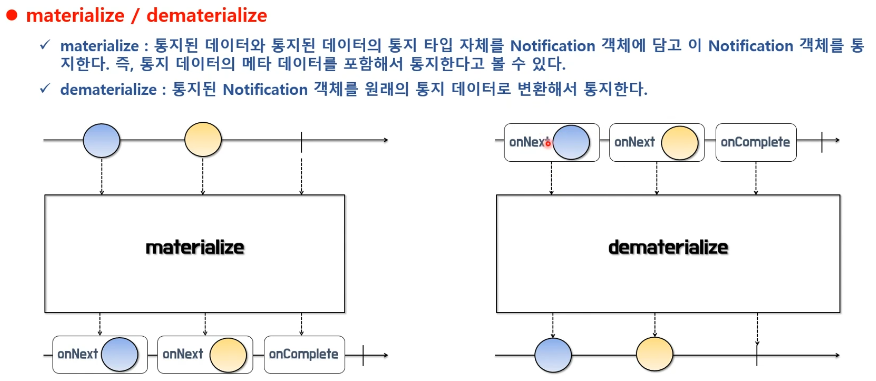 ● materialize / dematerialize
✓ materialize : 통지된 데이터와 통지된 데이터의 통지 타입 자체를 Notification 객체에 담고 이 Notification 객체를 통
지한다. 즉, 통지 데이터의 메타 데이터를 포함해서 통지한다고 볼 수 있다.
✓ dematerialize : 통지된 Notification 객체를 원래의 통지 데이터로 변환해서 통지한다.
materialize
onNext onNext onComplete
onNext onNext onComplete
dematerialize